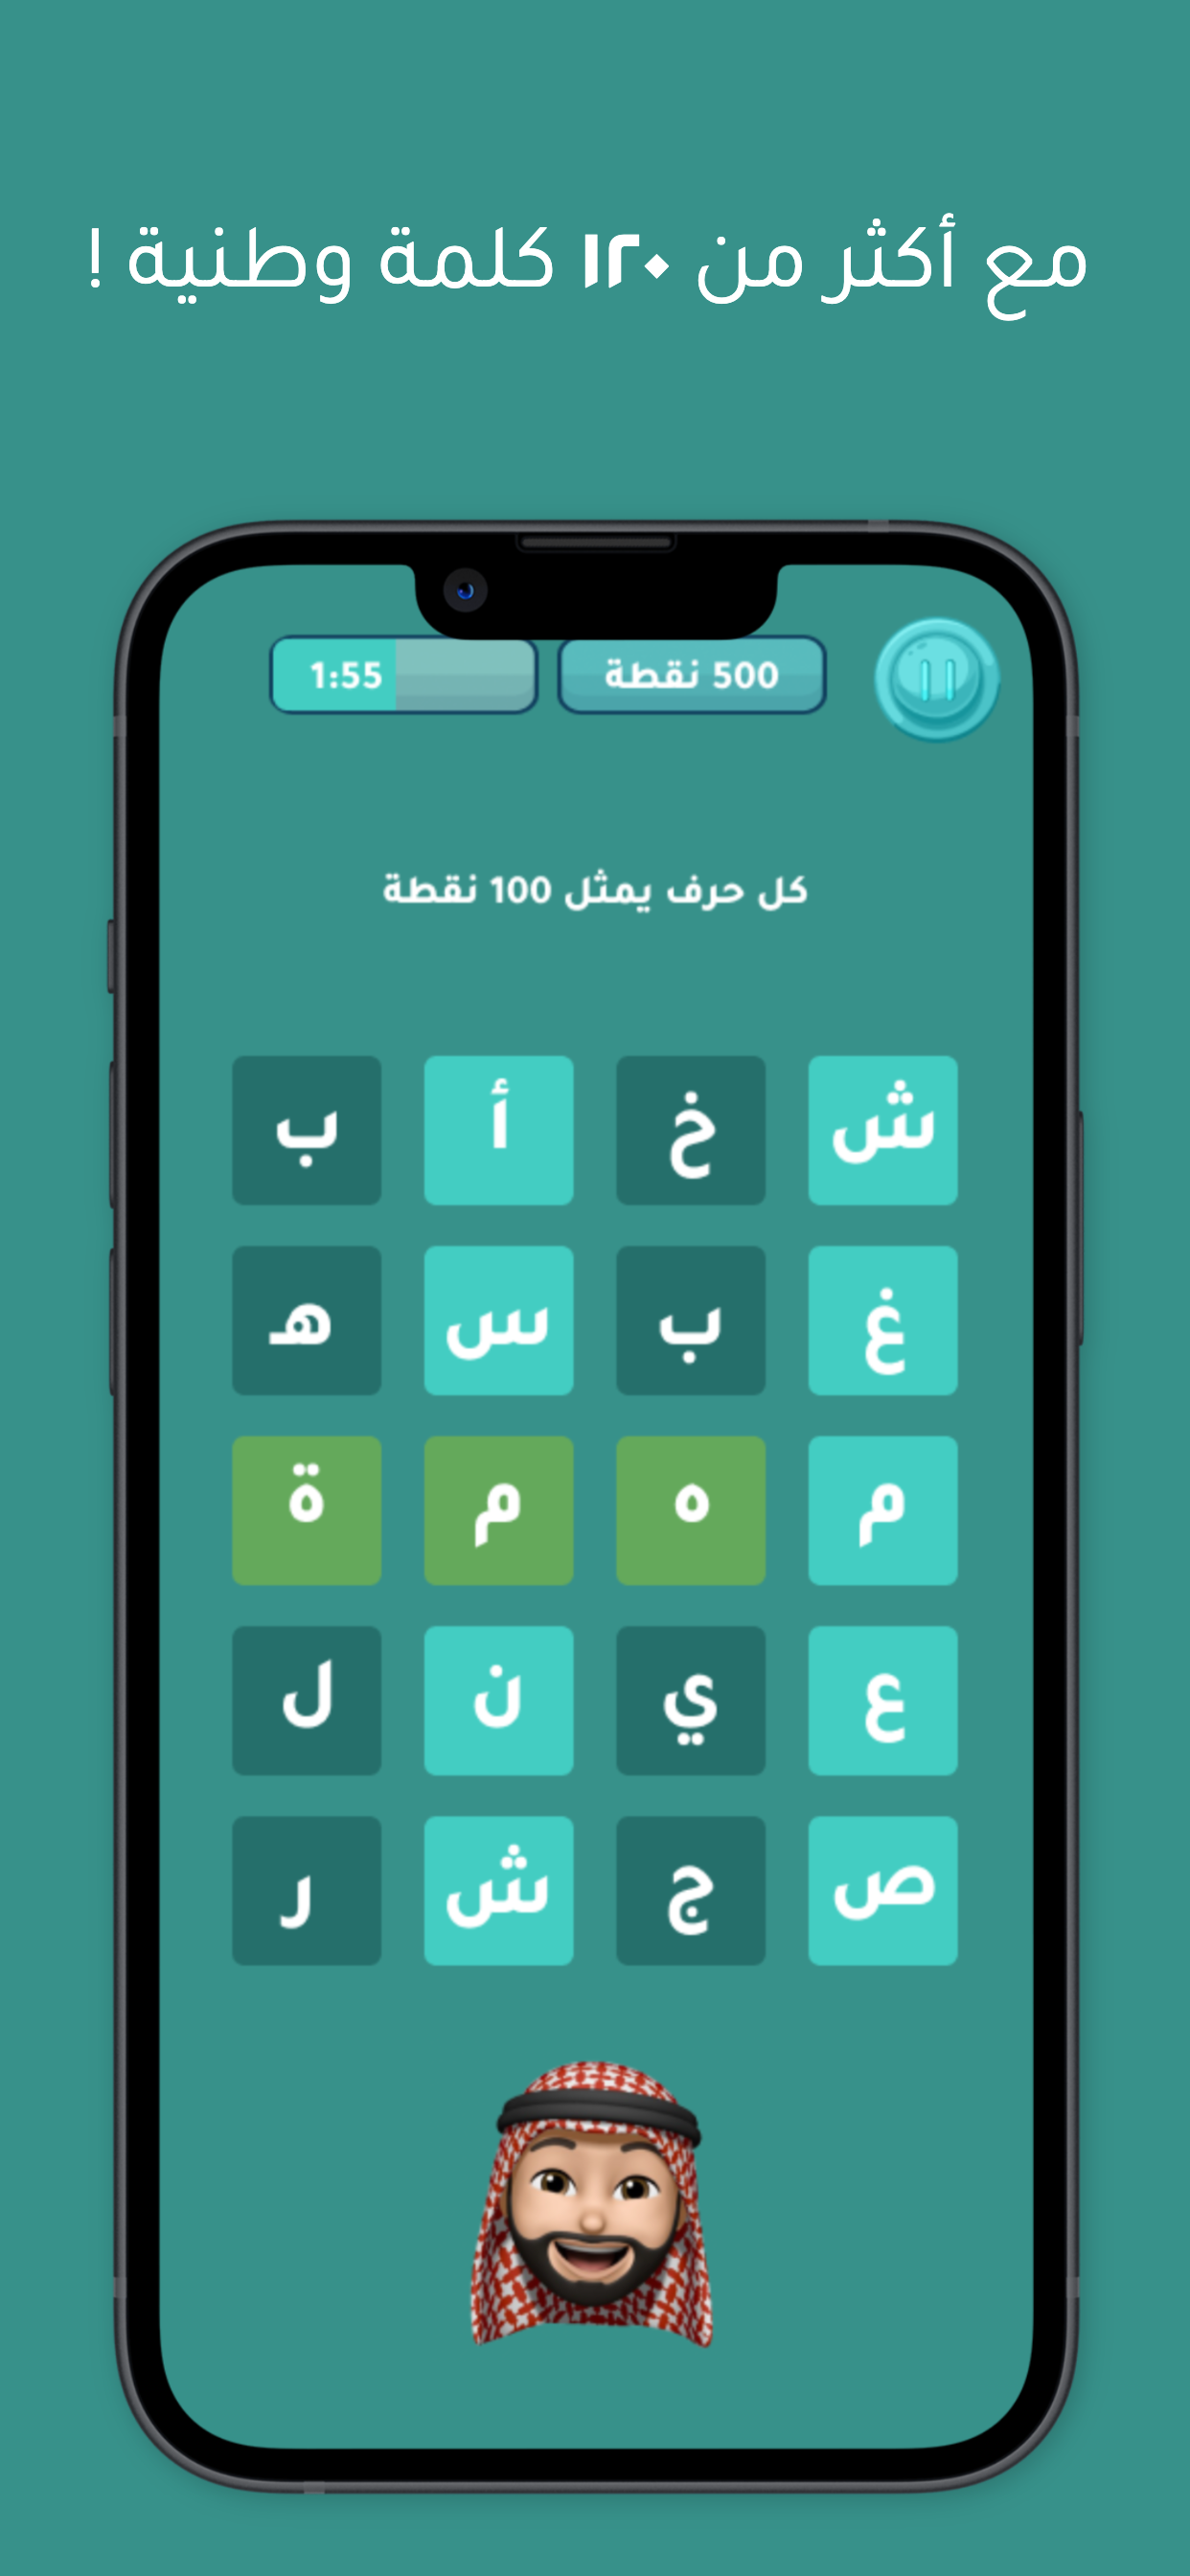 مع أكثر من ١٢٠ كلمة وطنية !
500 نقطة 1:55
كل حرف يمثل 100 نقطة
ش خ أ ب
غ ب س هـ
م ه م ة
ع ي ن ل
ص ج ش ر